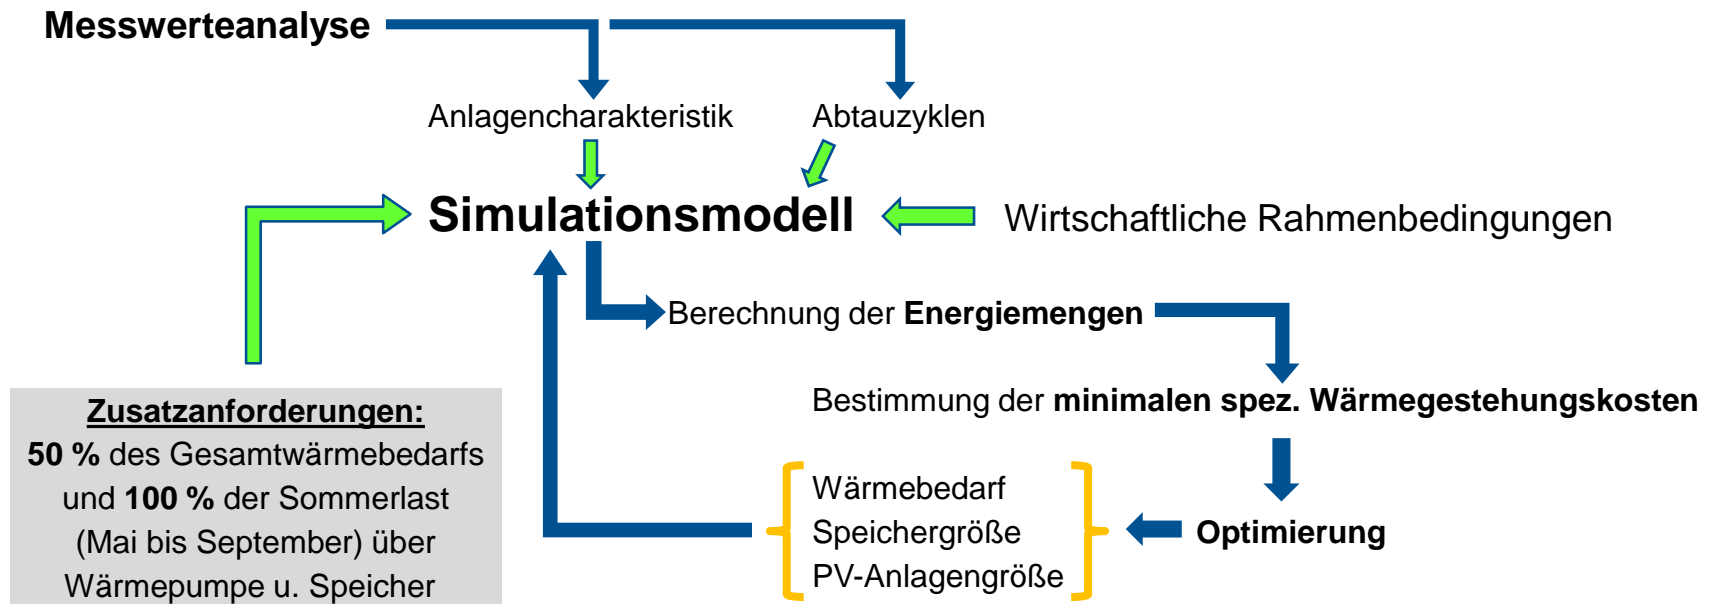 Messwerteanalyse
Anlagencharakteristik
Abtauzyklen
Simulationsmodell
Wirtschaftliche Rahmenbedingungen
Berechnung der Energiemengen
Bestimmung der minimalen spez. Wärmegestehungskosten
Zusatzanforderungen:
50 % des Gesamtwärmebedarfs
und 100 % der Sommerlast
(Mai bis September) über
Wärmepumpe u. Speicher
Wärmebedarf
Speichergröße
PV-Anlagengröße
Optimierung